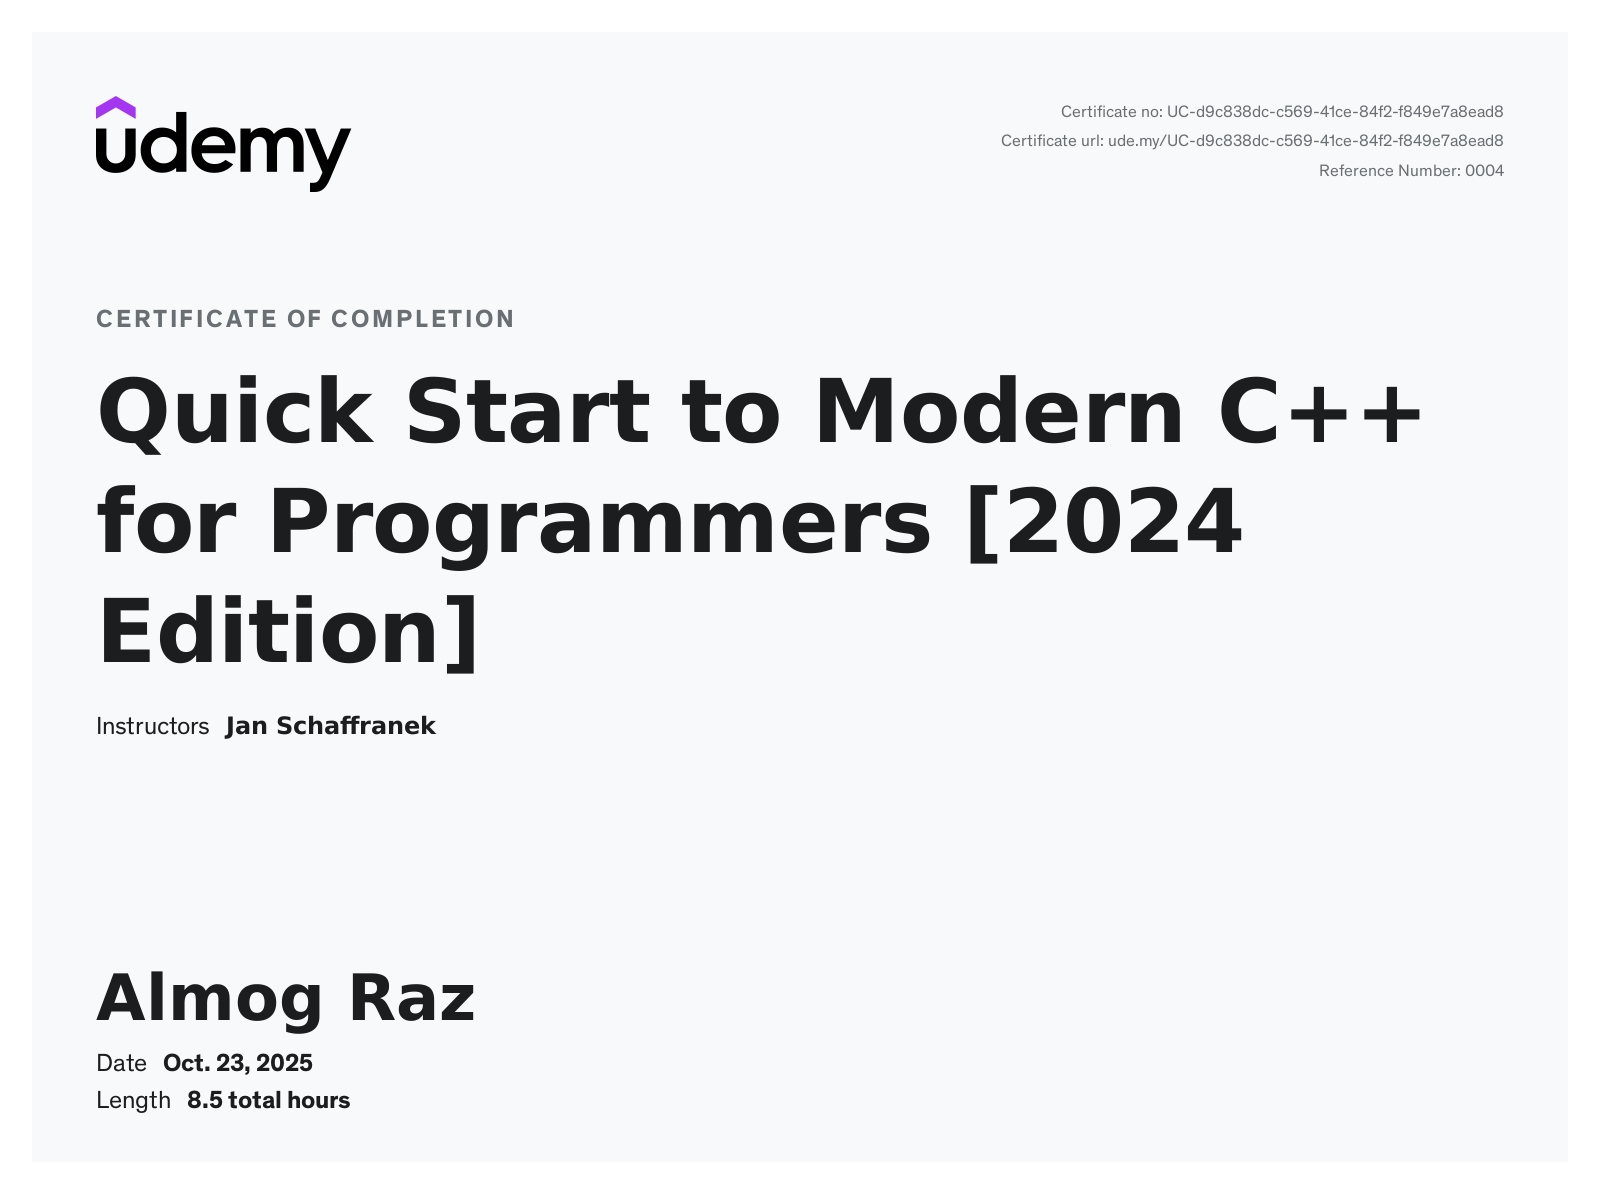 udemy
Certificate no: UC-d9c838dc-c569-41ce-84f2-f849e7a8ead8
Certificate url: ude.my/UC-d9c838dc-c569-41ce-84f2-f849e7a8ead8
Reference Number: 0004
CERTIFICATE OF COMPLETION
Quick Start to Modern C++
for Programmers [2024
Edition]
Instructors Jan Schaffranek
Almog Raz
Date Oct. 23, 2025
Length 8.5 total hours